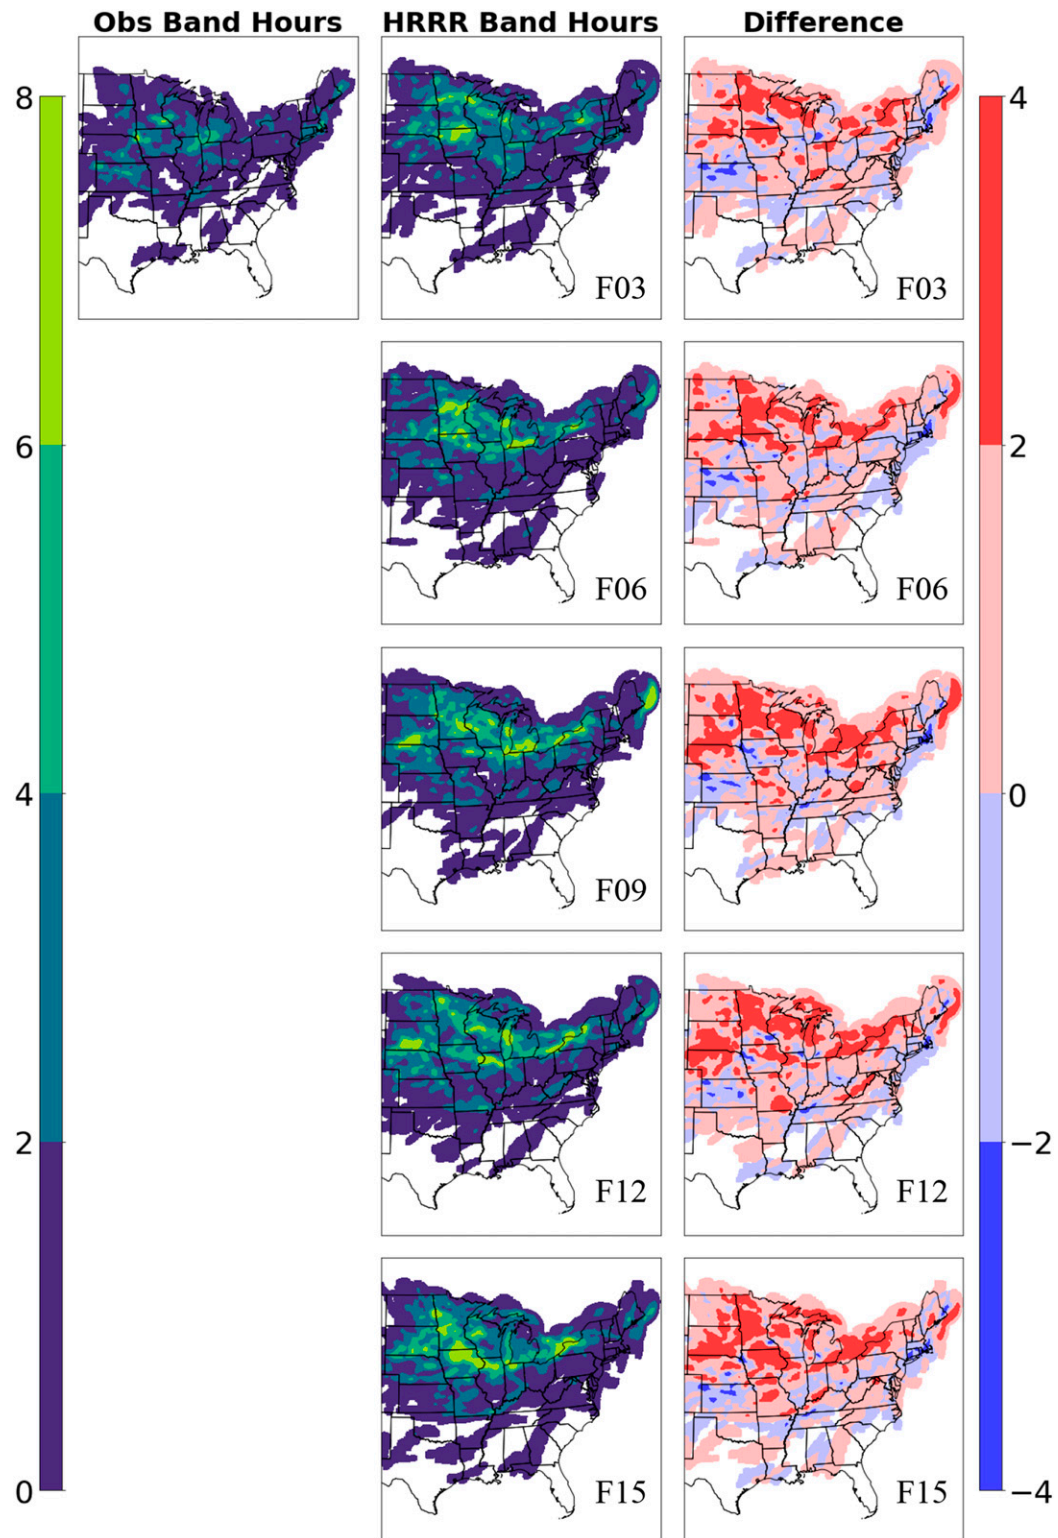 Obs Band Hours
HRRR Band Hours
Difference
8
6
4
2
0
F03
F03
F06
F06
F09
F09
F12
F12
F15
F15
4
2
0
−2
−4